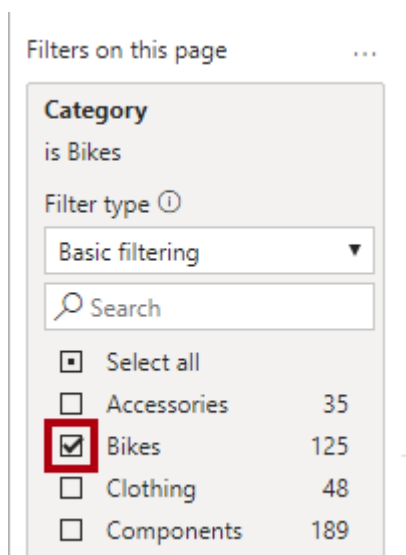 Filters on this page ...
Category
is Bikes
Filter type ⓘ
Basic filtering
Search
Select all
Accessories 35
Bikes 125
Clothing 48
Components 189